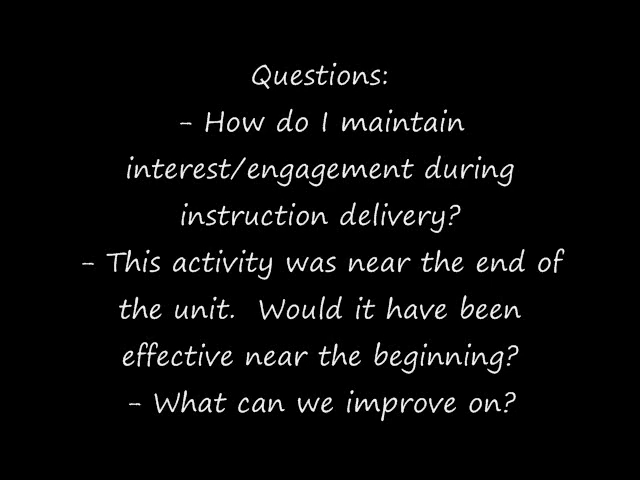 Questions:
- How do I maintain
interest/engagement during
instruction delivery?
- This activity was near the end of
the unit.  Would it have been
effective near the beginning?
- What can we improve on?